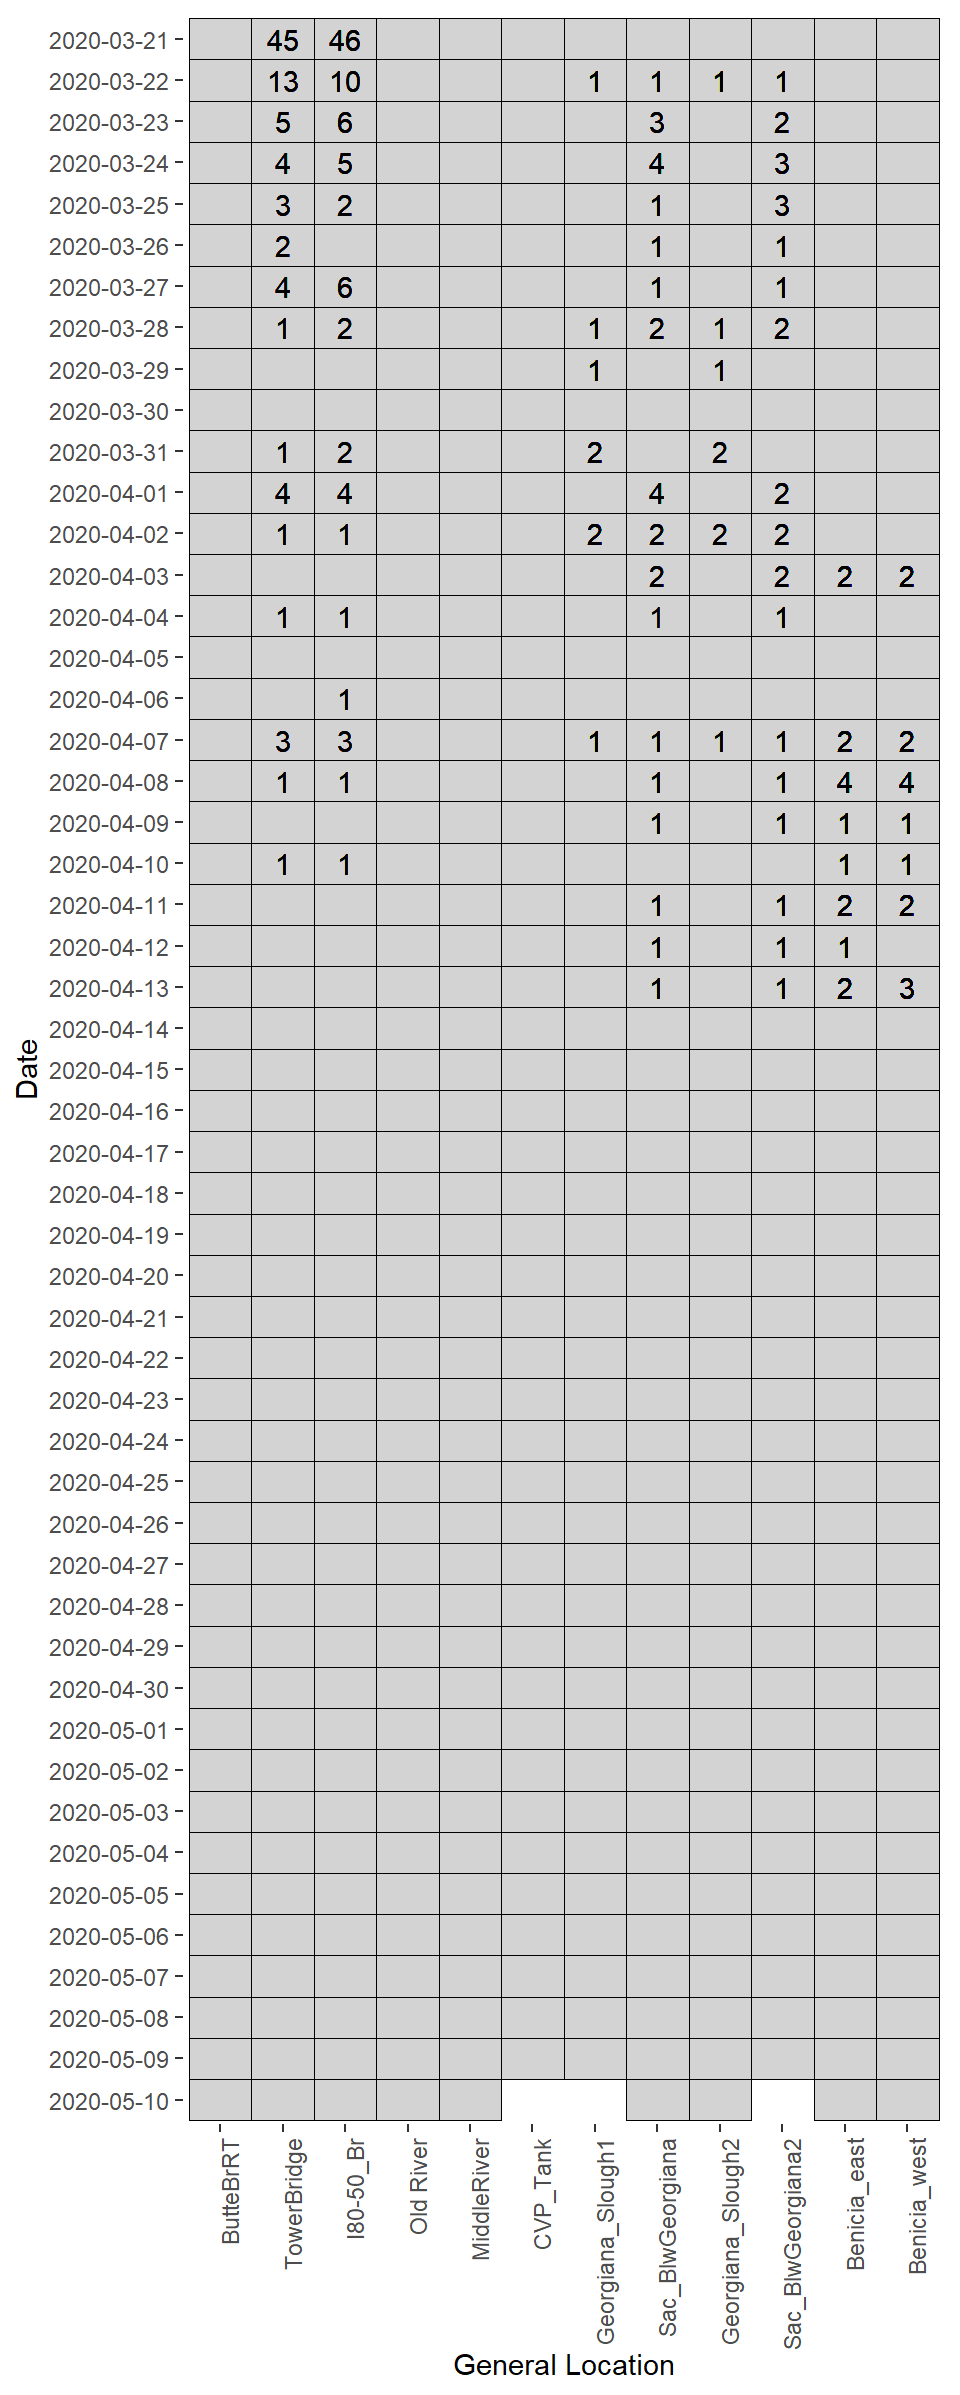 2020-03-21 45 46
2020-03-22 13 10 1 1 1 1
2020-03-23 5 6 3 2
2020-03-24 4 5 4 3
2020-03-25 3 2 1 3
2020-03-26 2 1 1
2020-03-27 4 6 1 1
2020-03-28 1 2 1 2 1 2
2020-03-29 1 1
2020-03-30
2020-03-31 1 2 2 2
2020-04-01 4 4 4 2
2020-04-02 1 1 2 2 2 2
2020-04-03 2 2 2 2
2020-04-04 1 1 1 1
2020-04-05
2020-04-06 1
2020-04-07 3 3 1 1 1 1 2 2
2020-04-08 1 1 1 1 4 4
2020-04-09 1 1 1 1
2020-04-10 1 1 1 1
2020-04-11 1 1 2 2
2020-04-12 1 1 1
2020-04-13 1 1 2 3
2020-04-14
2020-04-15
2020-04-16
2020-04-17
2020-04-18
2020-04-19
2020-04-20
2020-04-21
2020-04-22
2020-04-23
2020-04-24
2020-04-25
2020-04-26
2020-04-27
2020-04-28
2020-04-29
2020-04-30
2020-05-01
2020-05-02
2020-05-03
2020-05-04
2020-05-05
2020-05-06
2020-05-07
2020-05-08
2020-05-09
2020-05-10
Date
ButteBrRT
TowerBridge
I80-50_Br
Old River
MiddleRiver
CVP_Tank
Georgiana_Slough1
Sac_BlwGeorgiana
Georgiana_Slough2
Sac_BlwGeorgiana2
Benicia_east
Benicia_west
General Location